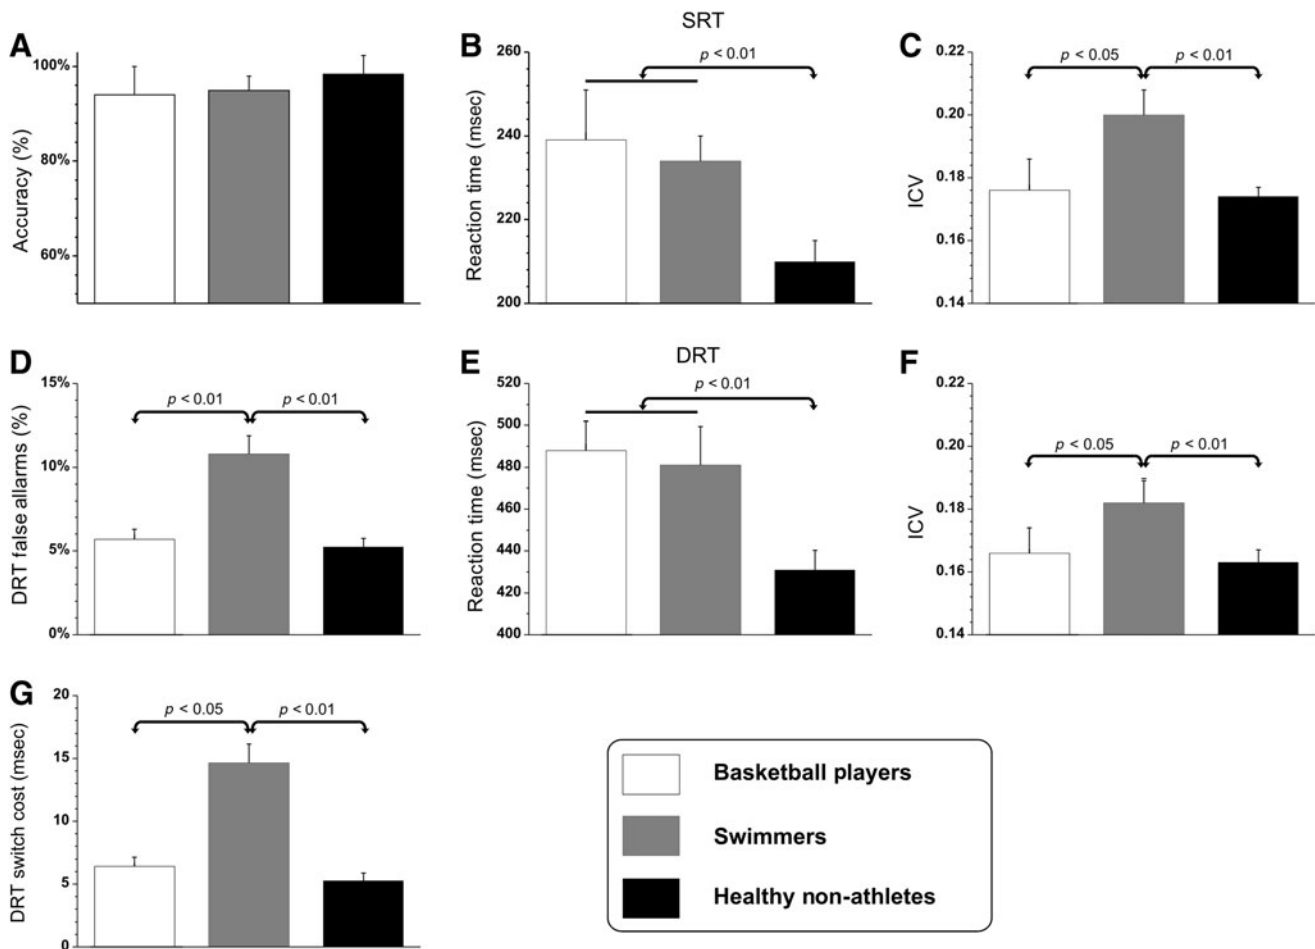 SRT
A
Accuracy (%)
100%
80%
60%
B
Reaction time (msec)
260
240
220
200
p < 0.01
C
ICV
0.22
0.20
0.18
0.16
0.14
p < 0.05
p < 0.01
DRT
D
DRT false allarms (%)
15%
10%
5%
0%
p < 0.01
p < 0.01
E
Reaction time (msec)
520
500
480
460
440
420
400
p < 0.01
F
ICV
0.22
0.20
0.18
0.16
0.14
p < 0.05
p < 0.01
G
DRT switch cost (msec)
20
15
10
5
0
p < 0.05
p < 0.01
Basketball players
Swimmers
Healthy non-athletes